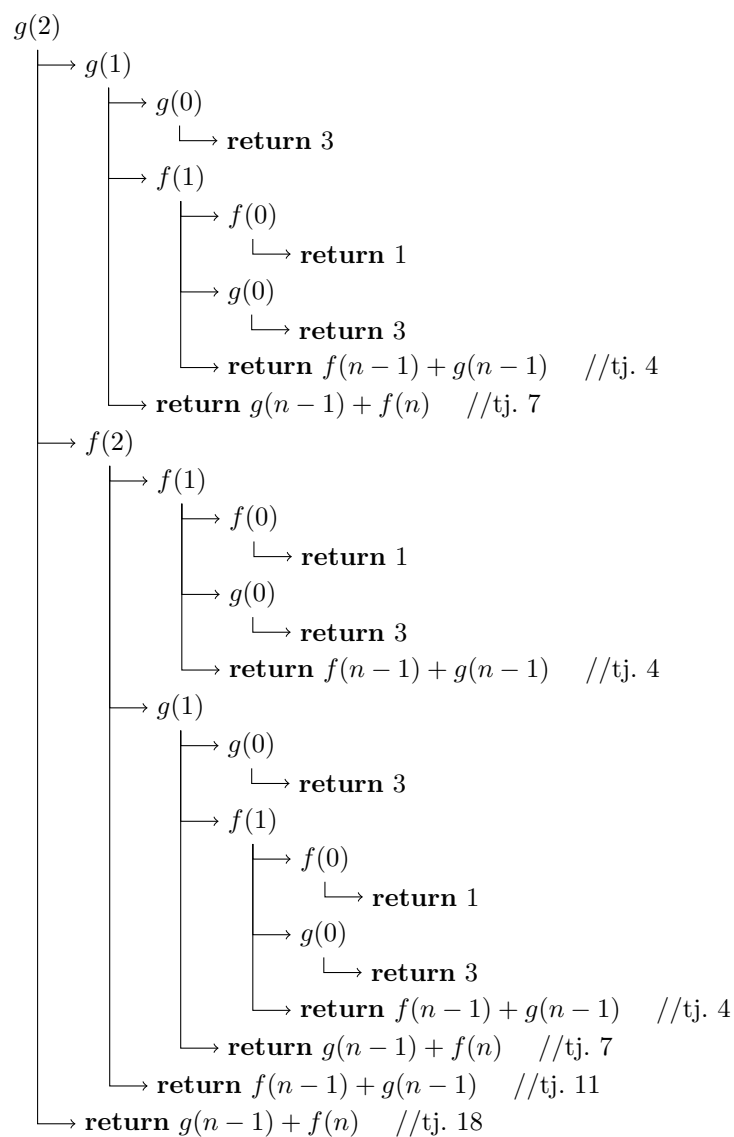 g(2)
g(1)
g(0)
return 3
f(1)
f(0)
return 1
g(0)
return 3
return f(n − 1) + g(n − 1) //tj. 4
return g(n − 1) + f(n) //tj. 7
f(2)
f(1)
f(0)
return 1
g(0)
return 3
return f(n − 1) + g(n − 1) //tj. 4
g(1)
g(0)
return 3
f(1)
f(0)
return 1
g(0)
return 3
return f(n − 1) + g(n − 1) //tj. 4
return g(n − 1) + f(n) //tj. 7
return f(n − 1) + g(n − 1) //tj. 11
return g(n − 1) + f(n) //tj. 18